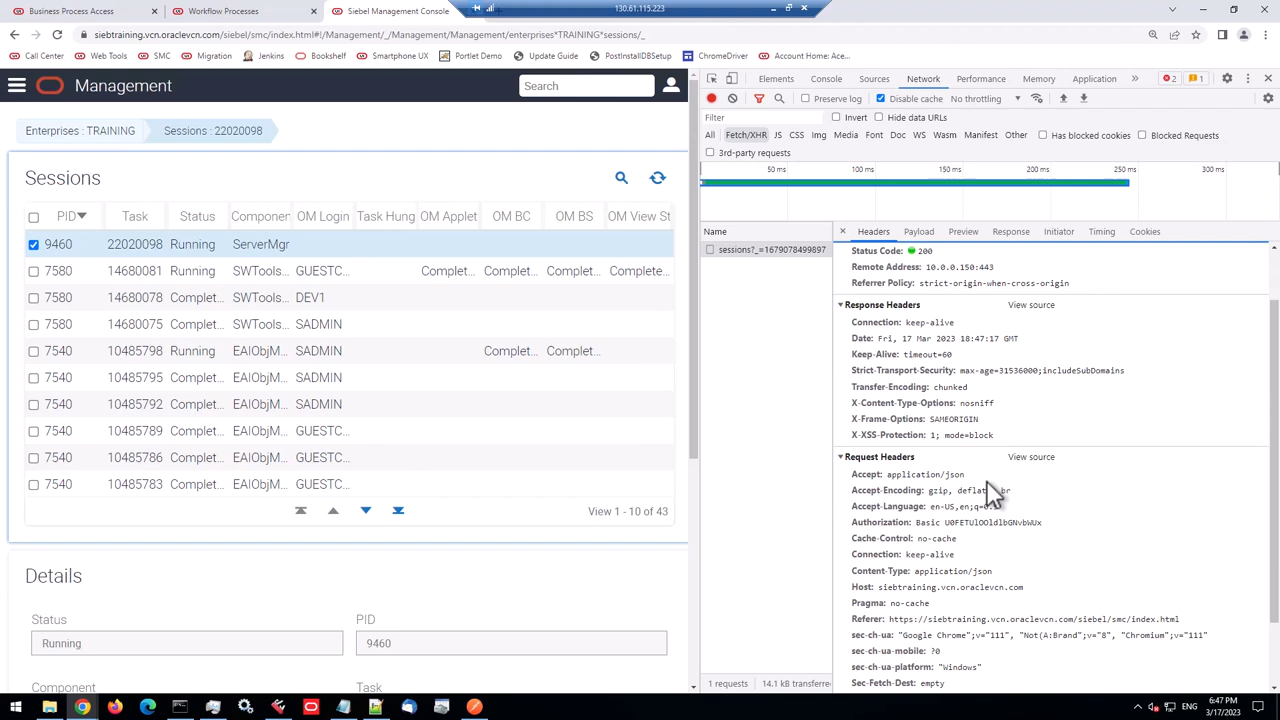 Business Process Access
Workflow Processes
Siebel Management Console
130.61.115.223
siebtraining.vcn.oraclevcn.com/siebel/smc/index.html#!/Management/_/Management/Management/enterprises*TRAINING*sessions/_
Call Center
Web Tools
SMC
Migration
Jenkins
Bookshelf
Smartphone UX
Portlet Demo
Update Guide
PostInstallDBSetup
ChromeDriver
Account Home: Ace...
Management
Search
Enterprises : TRAINING
Sessions : 22020098
Sessions
PID Task Status Component OM Login Task Hung OM Applet OM BC OM BS OM View St
9460 22020098 Running ServerMgr
7580 14680081 Running SWTools... GUESTC... Complet... Complet... Complet... Complete...
7580 14680078 Complet... SWTools... DEV1
7580 14680075 Complet... SWTools... SADMIN
7540 10485798 Running EAIObjM... SADMIN Complet... Complet...
7540 10485795 Complet... EAIObjM... SADMIN
7540 10485792 Complet... EAIObjM... SADMIN
7540 10485789 Complet... EAIObjM... GUESTC...
7540 10485786 Complet... EAIObjM... GUESTC...
7540 10485783 Complet... EAIObjM... GUESTC...
View 1 - 10 of 43
Details
Status
Running
PID
9460
Component
Task
Elements Console Sources Network Performance Memory Application » 2 1
Preserve log Disable cache No throttling
Filter Invert Hide data URLs
All Fetch/XHR JS CSS Img Media Font Doc WS Wasm Manifest Other Has blocked cookies Blocked Requests
3rd-party requests
50 ms 100 ms 150 ms 200 ms 250 ms 300 ms
Name
Headers Payload Preview Response Initiator Timing Cookies
sessions?_=1679078499897
Status Code: 200
Remote Address: 10.0.0.150:443
Referrer Policy: strict-origin-when-cross-origin
Response Headers View source
Connection: keep-alive
Date: Fri, 17 Mar 2023 18:47:17 GMT
Keep-Alive: timeout=60
Strict-Transport-Security: max-age=31536000;includeSubDomains
Transfer-Encoding: chunked
X-Content-Type-Options: nosniff
X-Frame-Options: SAMEORIGIN
X-XSS-Protection: 1; mode=block
Request Headers View source
Accept: application/json
Accept-Encoding: gzip, deflat br
Accept-Language: en-US,en;q=0.
Authorization: Basic U0FETUlOOldlbGNvbWUx
Cache-Control: no-cache
Connection: keep-alive
Content-Type: application/json
Host: siebtraining.vcn.oraclevcn.com
Pragma: no-cache
Referer: https://siebtraining.vcn.oraclevcn.com/siebel/smc/index.html
sec-ch-ua: "Google Chrome";v="111", "Not(A:Brand";v="8", "Chromium";v="111"
sec-ch-ua-mobile: ?0
sec-ch-ua-platform: "Windows"
Sec-Fetch-Dest: empty
1 requests
14.1 kB transferre
6:47 PM
3/17/2023